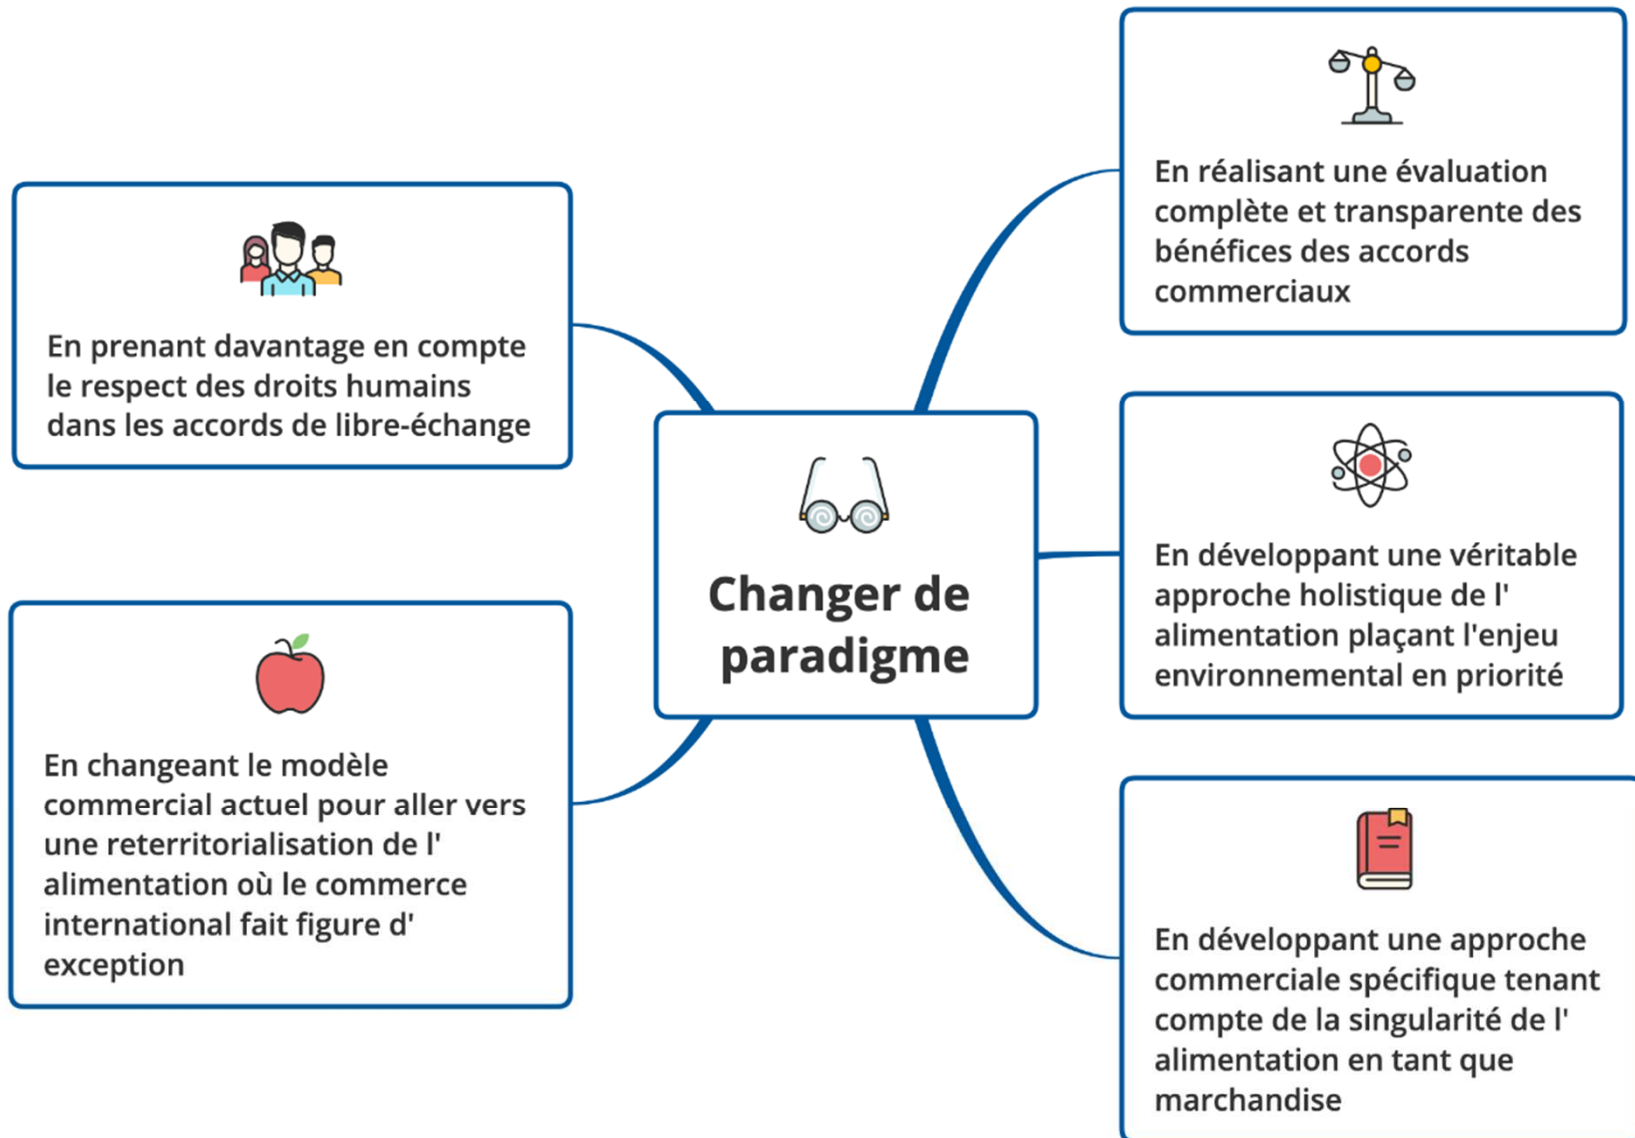 En réalisant une évaluation
complète et transparente des
bénéfices des accords
commerciaux
En prenant davantage en compte
le respect des droits humains
dans les accords de libre-échange
Changer de
paradigme
En développant une véritable
approche holistique de l'
alimentation plaçant l'enjeu
environnemental en priorité
En changeant le modèle
commercial actuel pour aller vers
une reterritorialisation de l'
alimentation où le commerce
international fait figure d'
exception
En développant une approche
commerciale spécifique tenant
compte de la singularité de l'
alimentation en tant que
marchandise